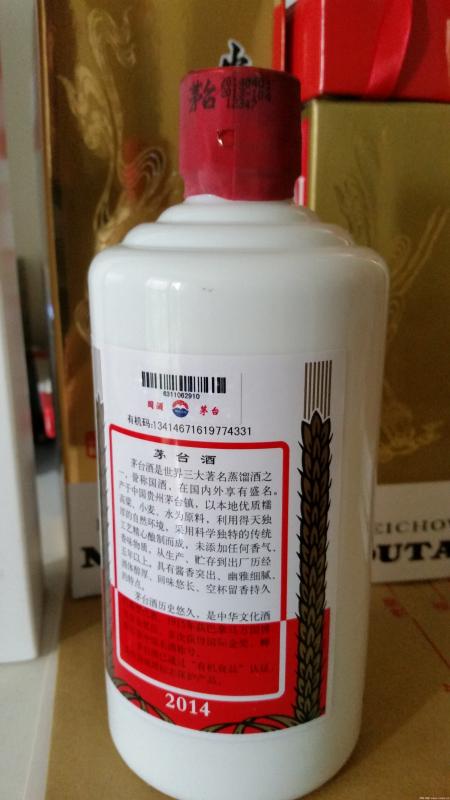 茅台
6311062910
國酒 茅台
有机码:13414671619774331
茅台酒
茅台酒是世界三大著名蒸馏酒之
一,誉称国酒,在国内外享有盛名。
产于中国贵州茅台镇,以本地优质糯
高粱、小麦、水为原料,利用得天独
厚的自然环境,采用科学独特的传统
工艺精心酿制而成,未添加任何香气、
香味物质,从生产、贮存到出厂历经
五年以上,具有酱香突出、幽雅细腻、
酒体醇厚、回味悠长、空杯留香持久
的特点。
茅台酒历史悠久,是中华文化酒
2014
EICHOW
OUTA